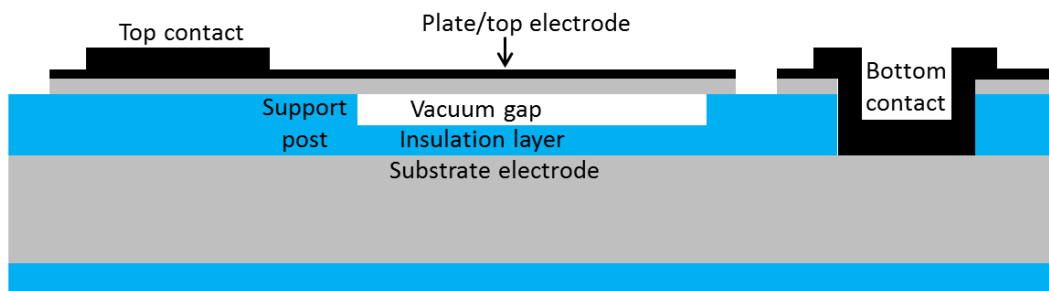 Plate/top electrode
Top contact
Bottom
contact
Support
post
Vacuum gap
Insulation layer
Substrate electrode